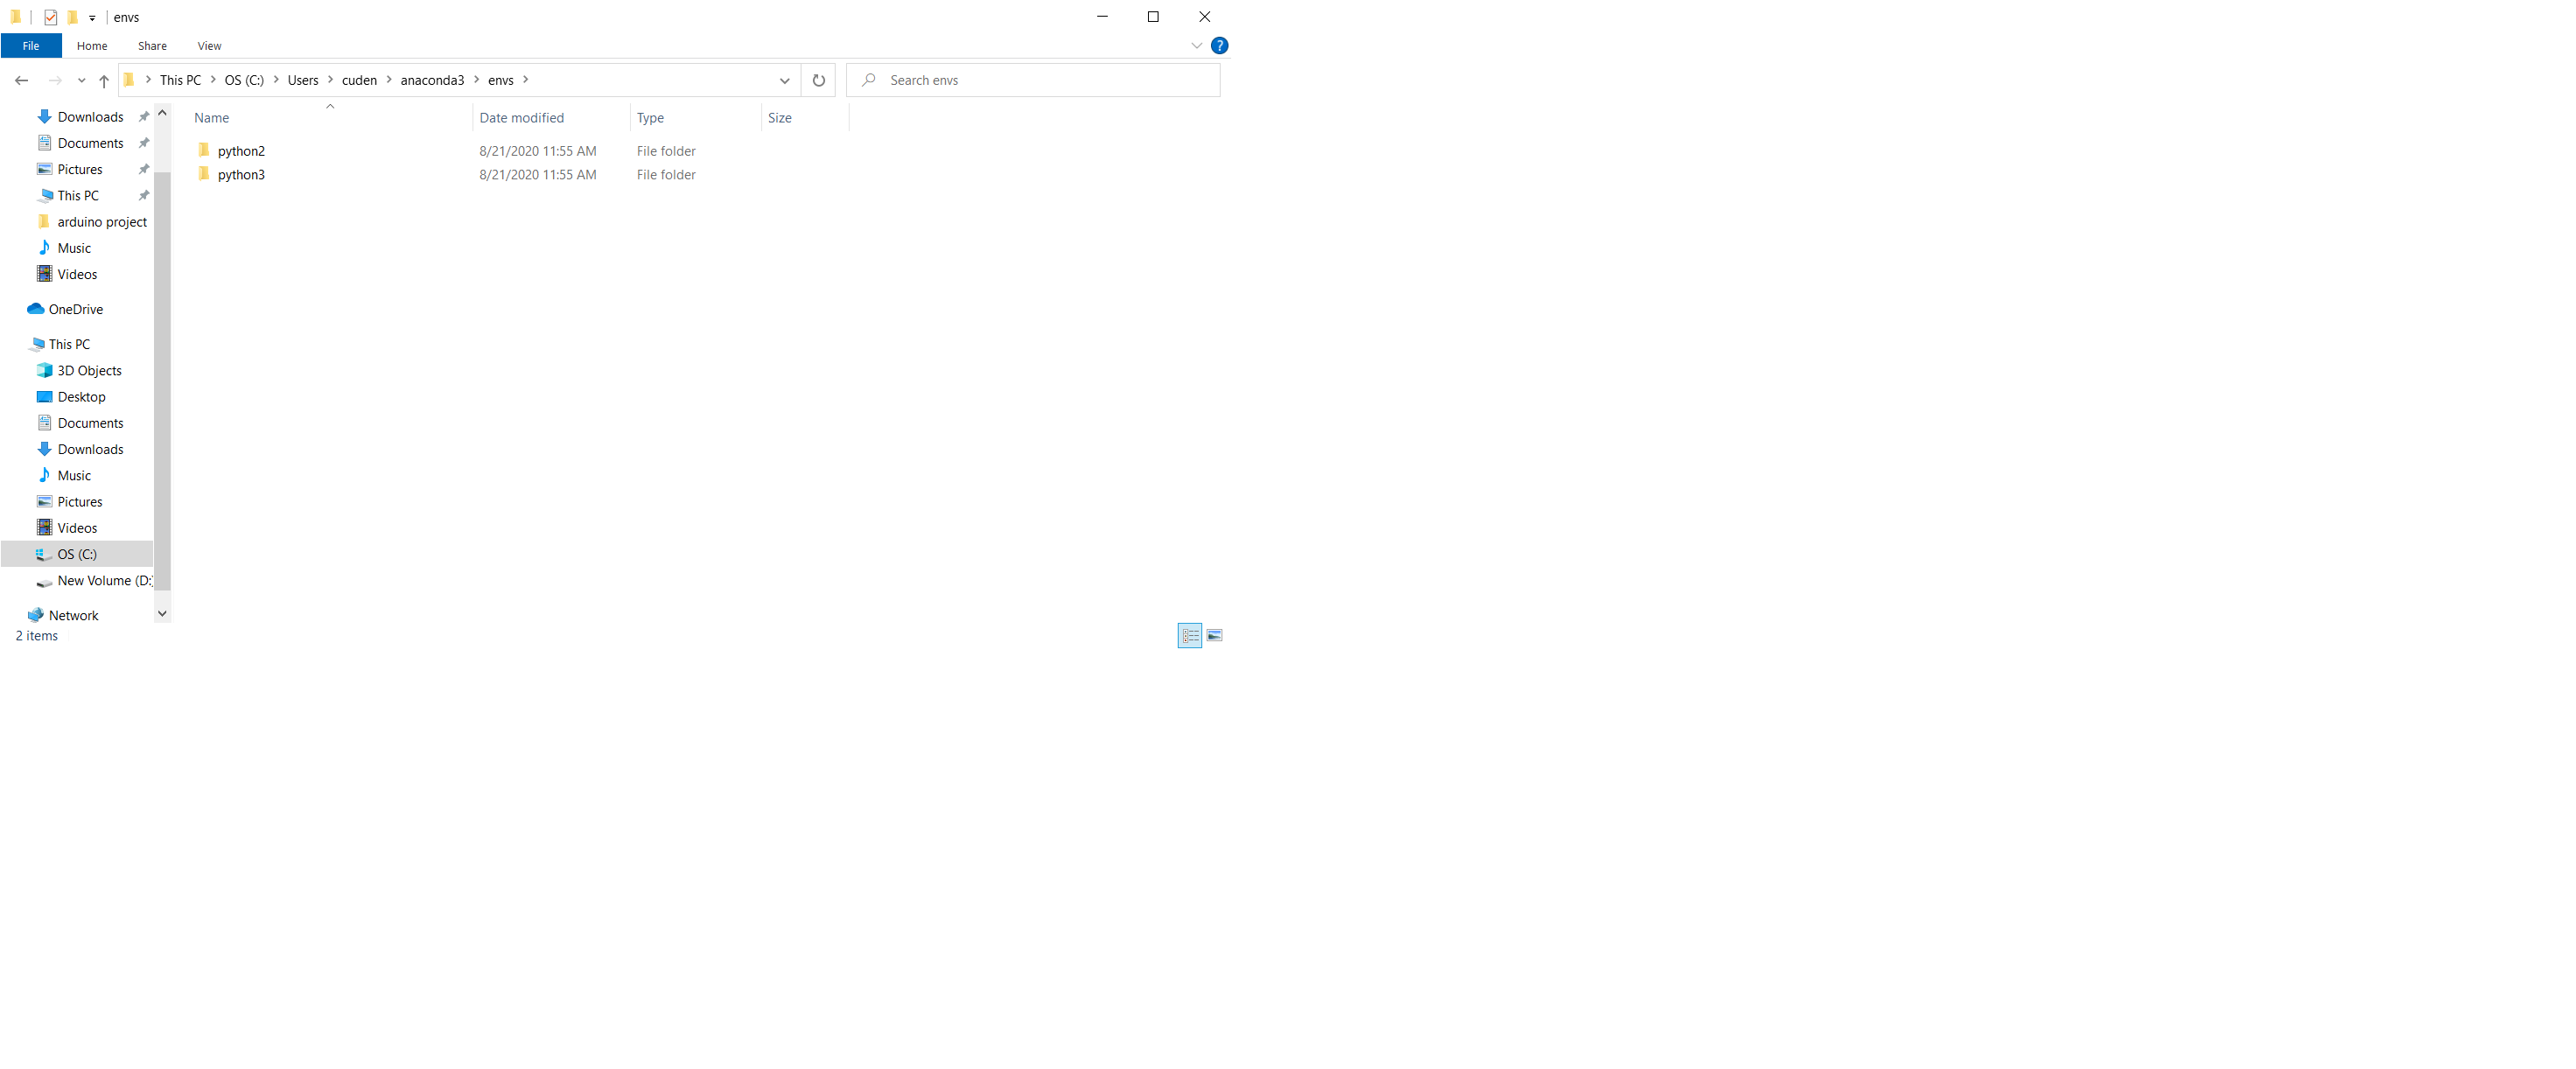 envs
File Home Share View
?
This PC OS (C:) Users cuden anaconda3 envs
Search envs
Downloads
Documents
Pictures
This PC
arduino project
Music
Videos
OneDrive
This PC
3D Objects
Desktop
Documents
Downloads
Music
Pictures
Videos
OS (C:)
New Volume (D:
Network
Name Date modified Type Size
python2 8/21/2020 11:55 AM File folder
python3 8/21/2020 11:55 AM File folder
2 items